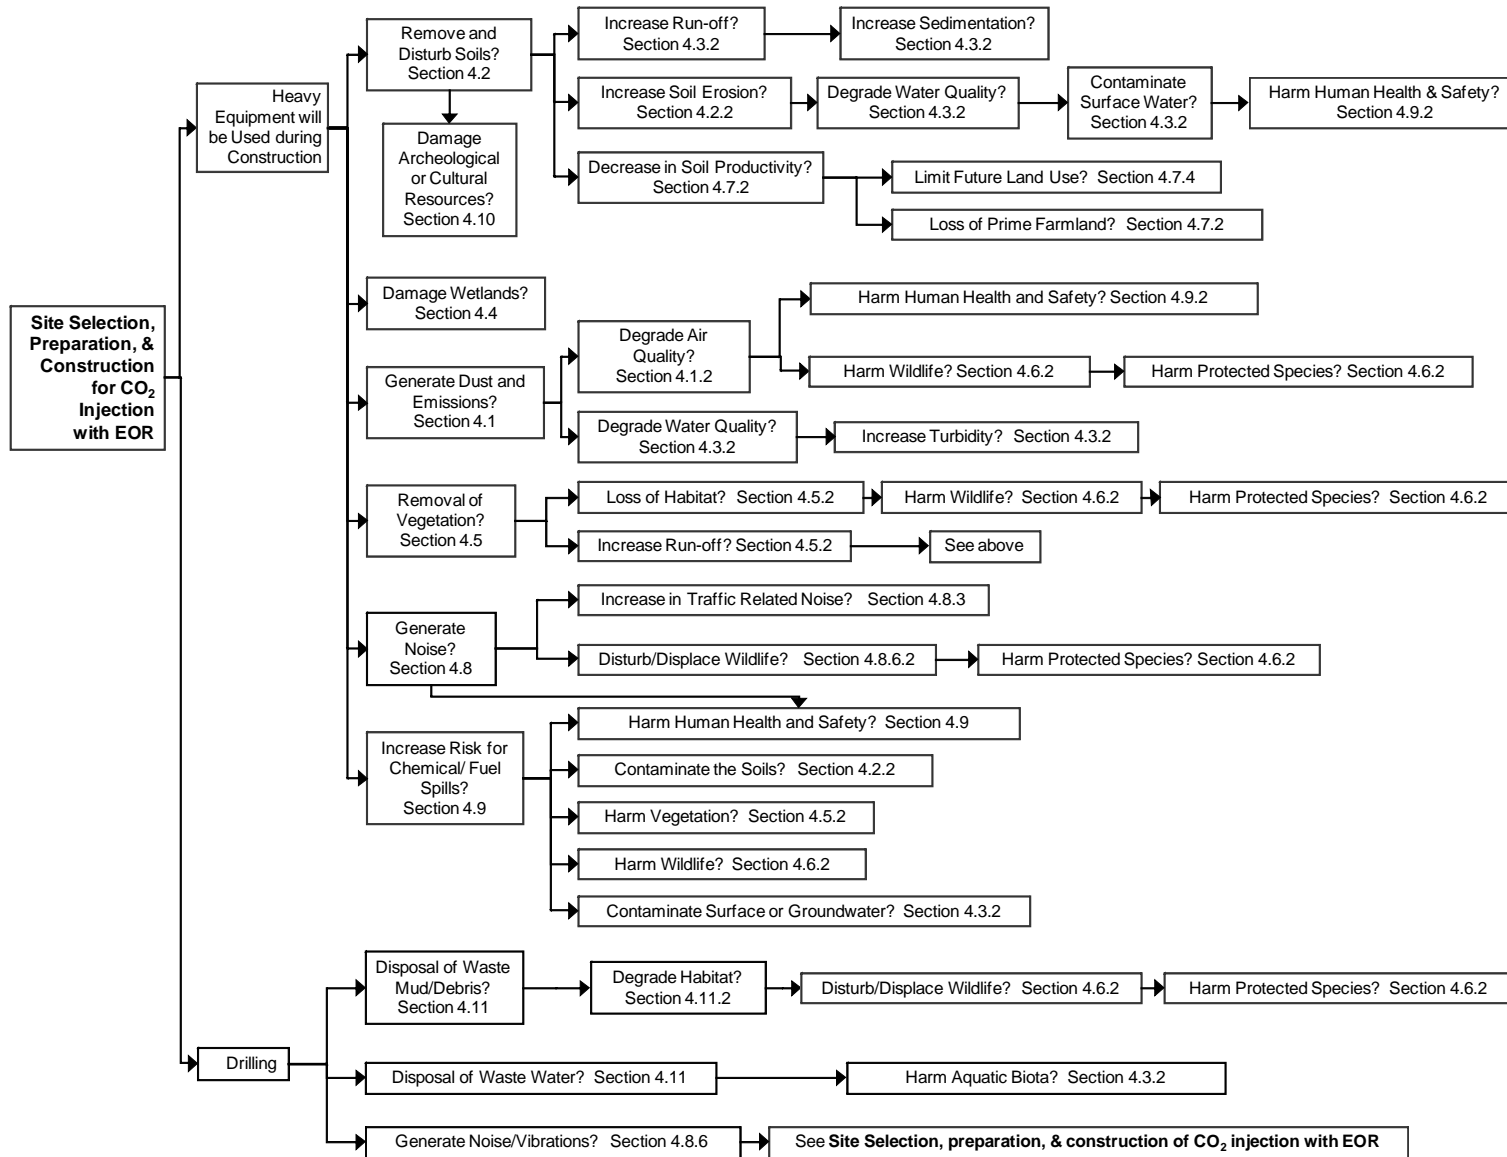 Site Selection,
Preparation, &
Construction
for CO₂
Injection
with EOR
Heavy
Equipment will
be Used during
Construction
Remove and
Disturb Soils?
Section 4.2
Increase Run-off?
Section 4.3.2
Increase Sedimentation?
Section 4.3.2
Increase Soil Erosion?
Section 4.2.2
Degrade Water Quality?
Section 4.3.2
Contaminate
Surface Water?
Section 4.3.2
Harm Human Health & Safety?
Section 4.9.2
Damage
Archeological
or Cultural
Resources?
Section 4.10
Decrease in Soil Productivity?
Section 4.7.2
Limit Future Land Use? Section 4.7.4
Loss of Prime Farmland? Section 4.7.2
Damage Wetlands?
Section 4.4
Generate Dust and
Emissions?
Section 4.1
Degrade Air
Quality?
Section 4.1.2
Harm Human Health and Safety? Section 4.9.2
Harm Wildlife? Section 4.6.2
Harm Protected Species? Section 4.6.2
Degrade Water Quality?
Section 4.3.2
Increase Turbidity? Section 4.3.2
Removal of
Vegetation?
Section 4.5
Loss of Habitat? Section 4.5.2
Harm Wildlife? Section 4.6.2
Harm Protected Species? Section 4.6.2
Increase Run-off? Section 4.5.2
See above
Generate
Noise?
Section 4.8
Increase in Traffic Related Noise? Section 4.8.3
Disturb/Displace Wildlife? Section 4.8.6.2
Harm Protected Species? Section 4.6.2
Increase Risk for
Chemical/ Fuel
Spills?
Section 4.9
Harm Human Health and Safety? Section 4.9
Contaminate the Soils? Section 4.2.2
Harm Vegetation? Section 4.5.2
Harm Wildlife? Section 4.6.2
Contaminate Surface or Groundwater? Section 4.3.2
Drilling
Disposal of Waste
Mud/Debris?
Section 4.11
Degrade Habitat?
Section 4.11.2
Disturb/Displace Wildlife? Section 4.6.2
Harm Protected Species? Section 4.6.2
Disposal of Waste Water? Section 4.11
Harm Aquatic Biota? Section 4.3.2
Generate Noise/Vibrations? Section 4.8.6
See Site Selection, preparation, & construction of CO₂ injection with EOR